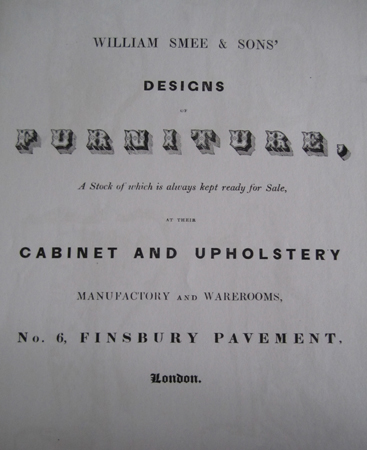 WILLIAM SMEE & SONS'
DESIGNS
OF
FURNITURE,
A Stock of which is always kept ready for Sale,
AT THEIR
CABINET AND UPHOLSTERY
MANUFACTORY AND WAREROOMS,
No. 6, FINSBURY PAVEMENT.
London.